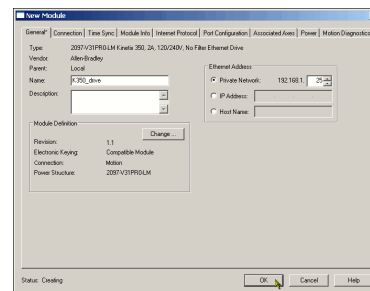 New Module
General* Connection Time Sync Module Info Internet Protocol Port Configuration Associated Axes Power Motion Diagnostics
Type: 2097-V31PR0-LM Kinetix 350, 2A, 120/240V, No Filter Ethernet Drive
Vendor: Allen-Bradley
Parent: Local
Name: K350_drive
Description:
Ethernet Address
Private Network: 192.168.1. 25
IP Address:
Host Name:
Module Definition
Change ...
Revision: 1.1
Electronic Keying: Compatible Module
Connection: Motion
Power Structure: 2097-V31PR0-LM
Status: Creating
OK Cancel Help